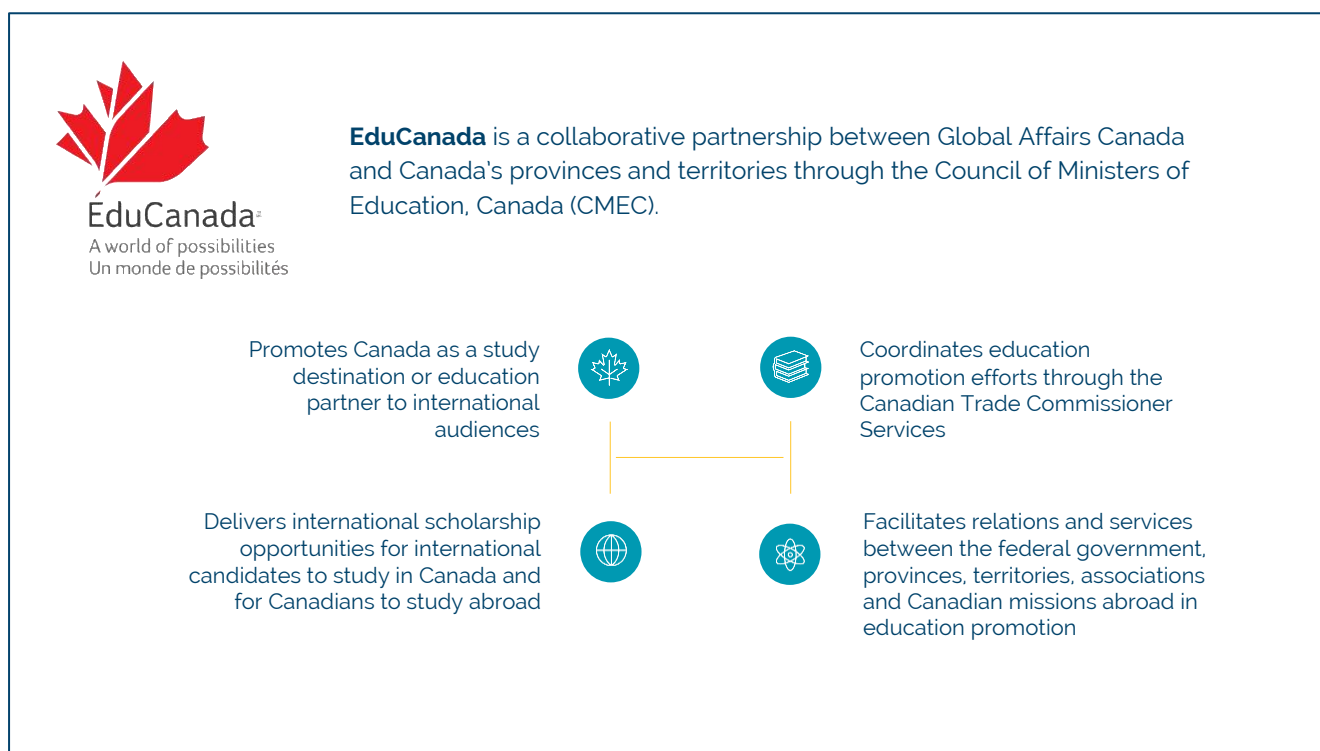 ÉduCanada
A world of possibilities
Un monde de possibilités
EduCanada is a collaborative partnership between Global Affairs Canada
and Canada's provinces and territories through the Council of Ministers of
Education, Canada (CMEC).
Promotes Canada as a study
destination or education
partner to international
audiences
Coordinates education
promotion efforts through the
Canadian Trade Commissioner
Services
Delivers international scholarship
opportunities for international
candidates to study in Canada and
for Canadians to study abroad
Facilitates relations and services
between the federal government,
provinces, territories, associations
and Canadian missions abroad in
education promotion